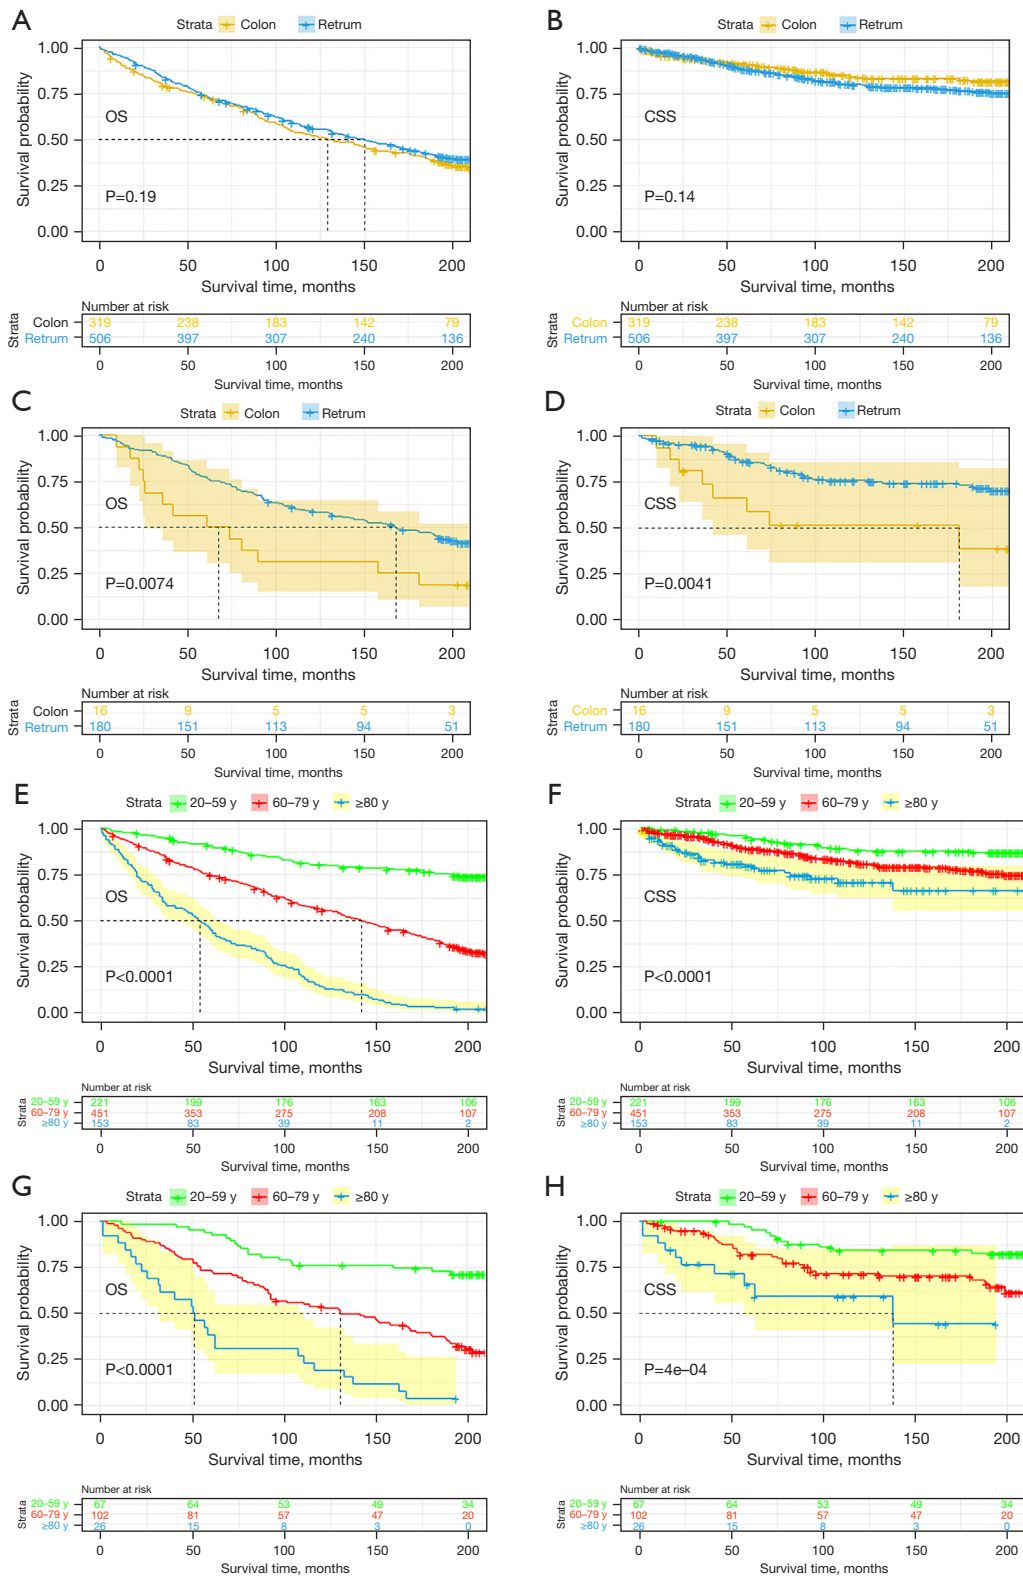 A
Strata Colon Retrum
Survival probability
1.00
0.75
0.50
0.25
0.00
OS
P=0.19
0 50 100 150 200
Survival time, months
Number at risk
Strata
Colon 319 238 183 142 79
Retrum 506 397 307 240 136
0 50 100 150 200
Survival time, months
B
Strata Colon Retrum
Survival probability
1.00
0.75
0.50
0.25
0.00
CSS
P=0.14
0 50 100 150 200
Survival time, months
Number at risk
Strata
Colon 319 238 183 142 79
Retrum 506 397 307 240 136
0 50 100 150 200
Survival time, months
C
Strata Colon Retrum
Survival probability
1.00
0.75
0.50
0.25
0.00
OS
P=0.0074
0 50 100 150 200
Survival time, months
Number at risk
Strata
Colon 16 9 5 5 3
Retrum 180 151 113 94 51
0 50 100 150 200
Survival time, months
D
Strata Colon Retrum
Survival probability
1.00
0.75
0.50
0.25
0.00
CSS
P=0.0041
0 50 100 150 200
Survival time, months
Number at risk
Strata
Colon 16 9 5 5 3
Retrum 180 151 113 94 51
0 50 100 150 200
Survival time, months
E
Strata 20–59 y 60–79 y ≥80 y
Survival probability
1.00
0.75
0.50
0.25
0.00
OS
P<0.0001
0 50 100 150 200
Survival time, months
Number at risk
Strata
20–59 y 221 199 176 163 106
60–79 y 451 353 275 208 107
≥80 y 153 83 39 11 2
0 50 100 150 200
Survival time, months
F
Strata 20–59 y 60–79 y ≥80 y
Survival probability
1.00
0.75
0.50
0.25
0.00
CSS
P<0.0001
0 50 100 150 200
Survival time, months
Number at risk
Strata
20–59 y 221 199 176 163 106
60–79 y 451 353 275 208 107
≥80 y 153 83 39 11 2
0 50 100 150 200
Survival time, months
G
Strata 20–59 y 60–79 y ≥80 y
Survival probability
1.00
0.75
0.50
0.25
0.00
OS
P<0.0001
0 50 100 150 200
Survival time, months
Number at risk
Strata
20–59 y 67 64 53 49 34
60–79 y 102 81 57 47 20
≥80 y 26 15 8 3 0
0 50 100 150 200
Survival time, months
H
Strata 20–59 y 60–79 y ≥80 y
Survival probability
1.00
0.75
0.50
0.25
0.00
CSS
P=4e–04
0 50 100 150 200
Survival time, months
Number at risk
Strata
20–59 y 67 64 53 49 34
60–79 y 102 81 57 47 20
≥80 y 26 15 8 3 0
0 50 100 150 200
Survival time, months